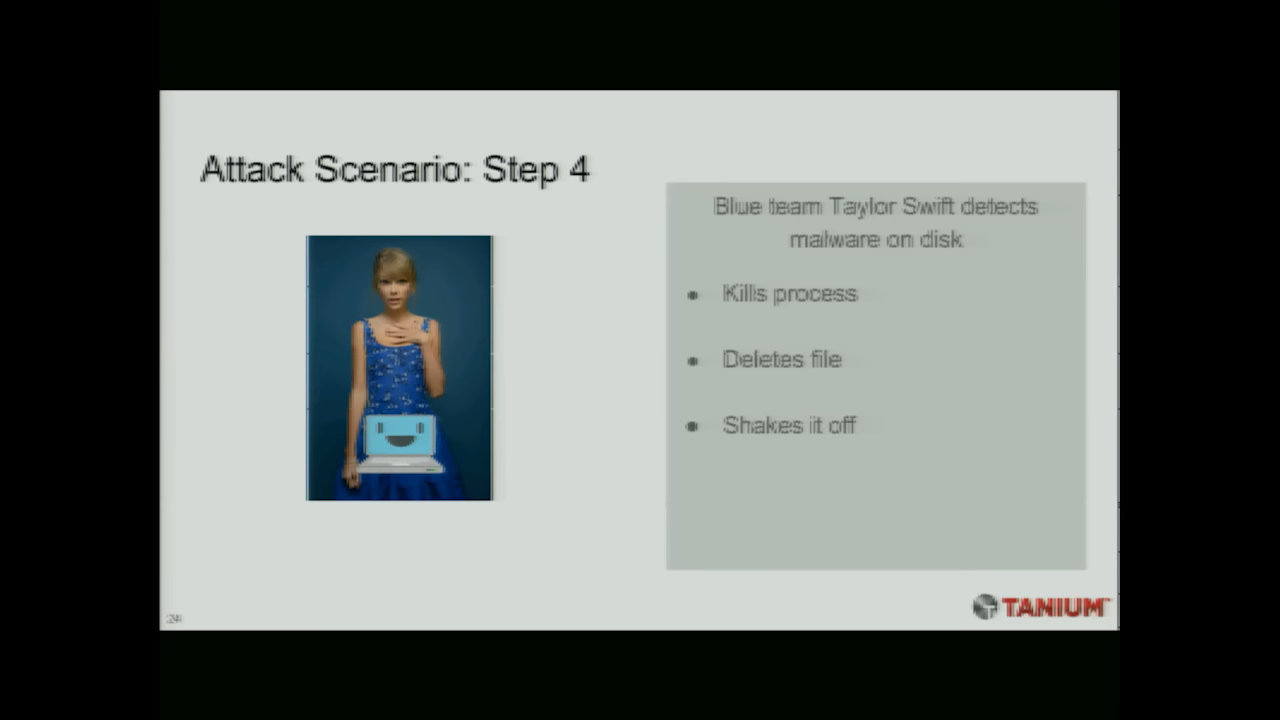 Attack Scenario: Step 4
Blue team Taylor Swift detects
malware on disk
• Kills process
• Deletes file
• Shakes it off
TANIUM